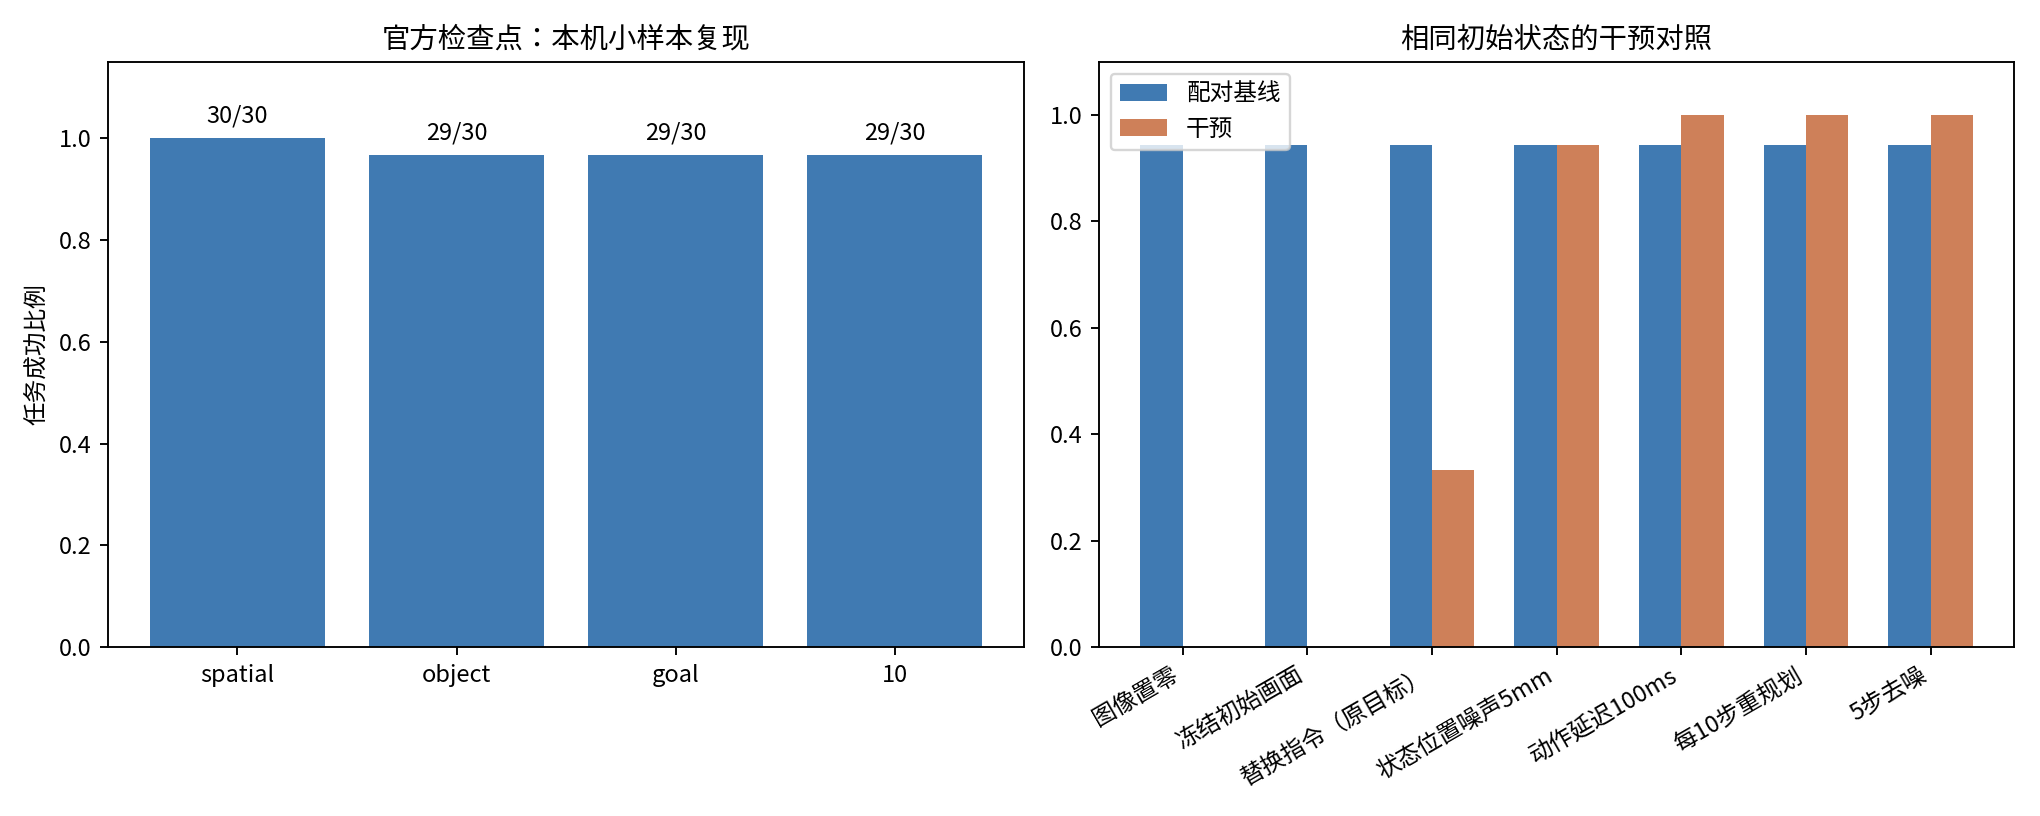 官方检查点：本机小样本复现
任务成功比例
1.0
0.8
0.6
0.4
0.2
0.0
30/30
29/30
29/30
29/30
spatial
object
goal
10
相同初始状态的干预对照
配对基线
干预
1.0
0.8
0.6
0.4
0.2
0.0
图像置零
冻结初始画面
替换指令（原目标）
状态位置噪声5mm
动作延迟100ms
每10步重规划
5步去噪